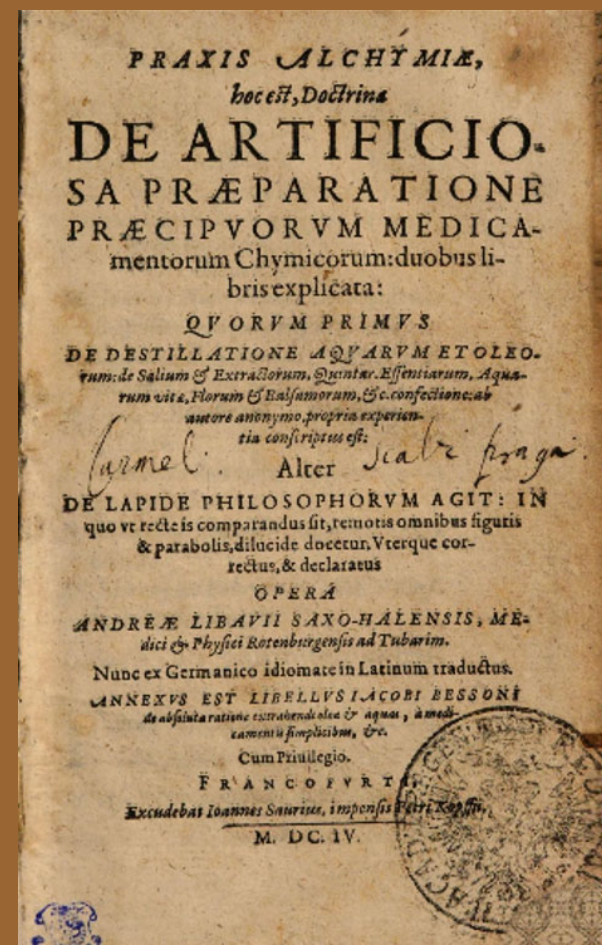 PRAXIS ALCHYMIÆ,
hoc est, Doctrina
DE ARTIFICIO-
SA PRÆPARATIONE
PRÆCIPVORVM MEDICA-
mentorum Chymicorum: duobus li-
bris explicata:
QVORVM PRIMVS
DE DESTILLATIONE AQVARVM ET OLEO-
rum: de Salium & Extractorum, Quintar. Essentiarum, Aqua-
rum vitæ, Florum & Balsamorum, &c. confectione: ab
autore anonymo, propria experien-
tia conscriptus est:
Carmel.
Alter
DE LAPIDE PHILOSOPHORVM AGIT: IN
quo vt recte is comparandus sit, remotis omnibus figuris
& parabolis, dilucide docetur. Vterque cor-
rectus, & declaratus
OPERÂ
ANDREÆ LIBAVII SAXO-HALENSIS, ME-
dici & Physici Rotenburgensis ad Tubarim.
Nunc ex Germanico idiomate in Latinum traductus.
ANNEXVS EST LIBELLVS IACOBI BESSONI
de absoluta ratione extrahendi olea & aquas, à medi-
camentis simplicibus, &c.
Cum Priuilegio.
FRANCOFVRTI,
Excudebat Ioannes Saurius, impensis Petri Kopffii.
M. DC. IV.